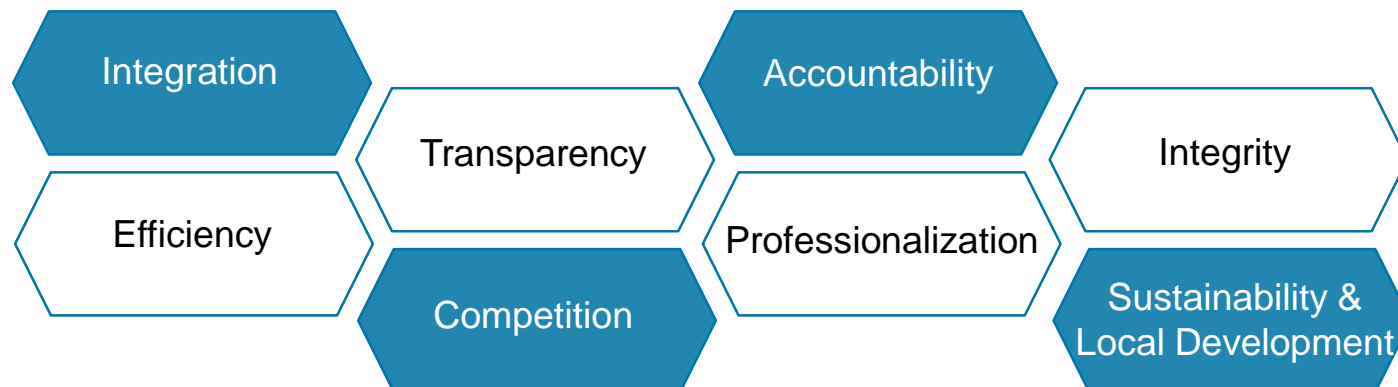 Integration
Efficiency
Transparency
Competition
Accountability
Professionalization
Integrity
Sustainability &
Local Development